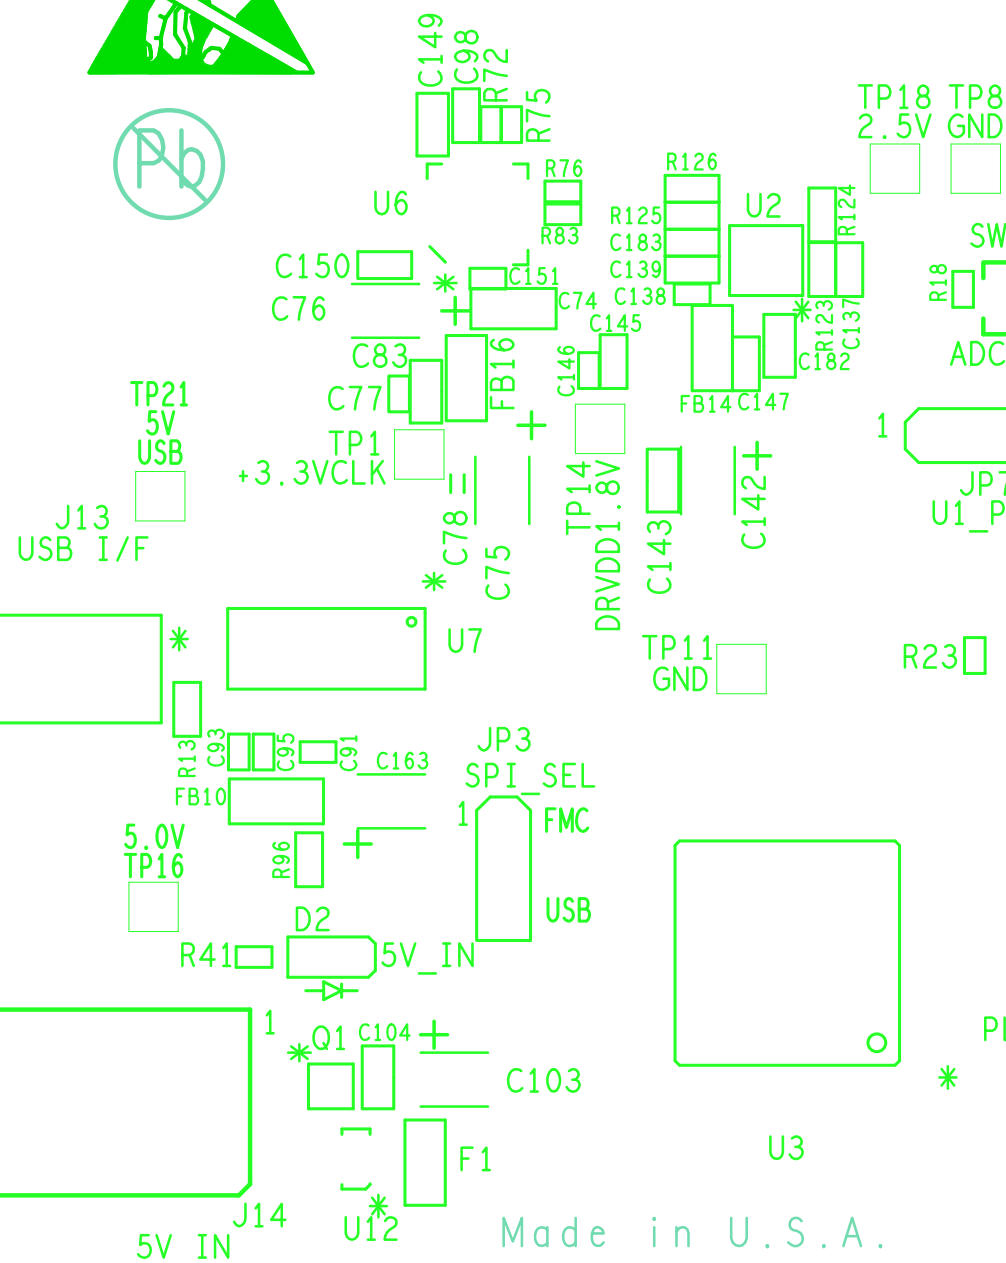 C149
C98
R72
R75
TP18
2.5V
TP8
GND
Pb
R76
R126
U6
R83
R125
U2
R124
C183
SW
C150
C151
C139
R18
C76
C74
C138
C145
R123
C137
C83
FB16
C146
C182
ADC
TP21
5V
USB
C77
FB14
C147
1
TP1
+3.3VCLK
TP14
DRVDD1.8V
C143
C142
JP7
U1_P
J13
USB I/F
C78
C75
U7
TP11
GND
R23
R13
C93
C95
C91
C163
JP3
SPI_SEL
FB10
1
FMC
5.0V
TP16
R96
USB
D2
R41
5V_IN
1
Q1
C104
C103
U3
F1
J14
U12
5V IN
Made in U.S.A.